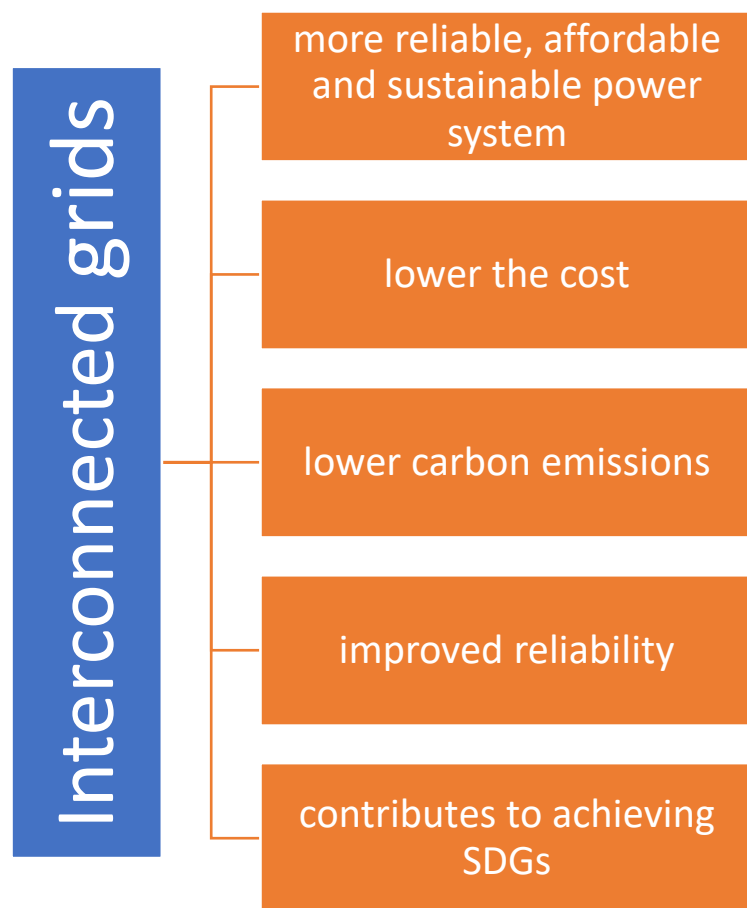 Interconnected grids
more reliable, affordable
and sustainable power
system
lower the cost
lower carbon emissions
improved reliability
contributes to achieving
SDGs